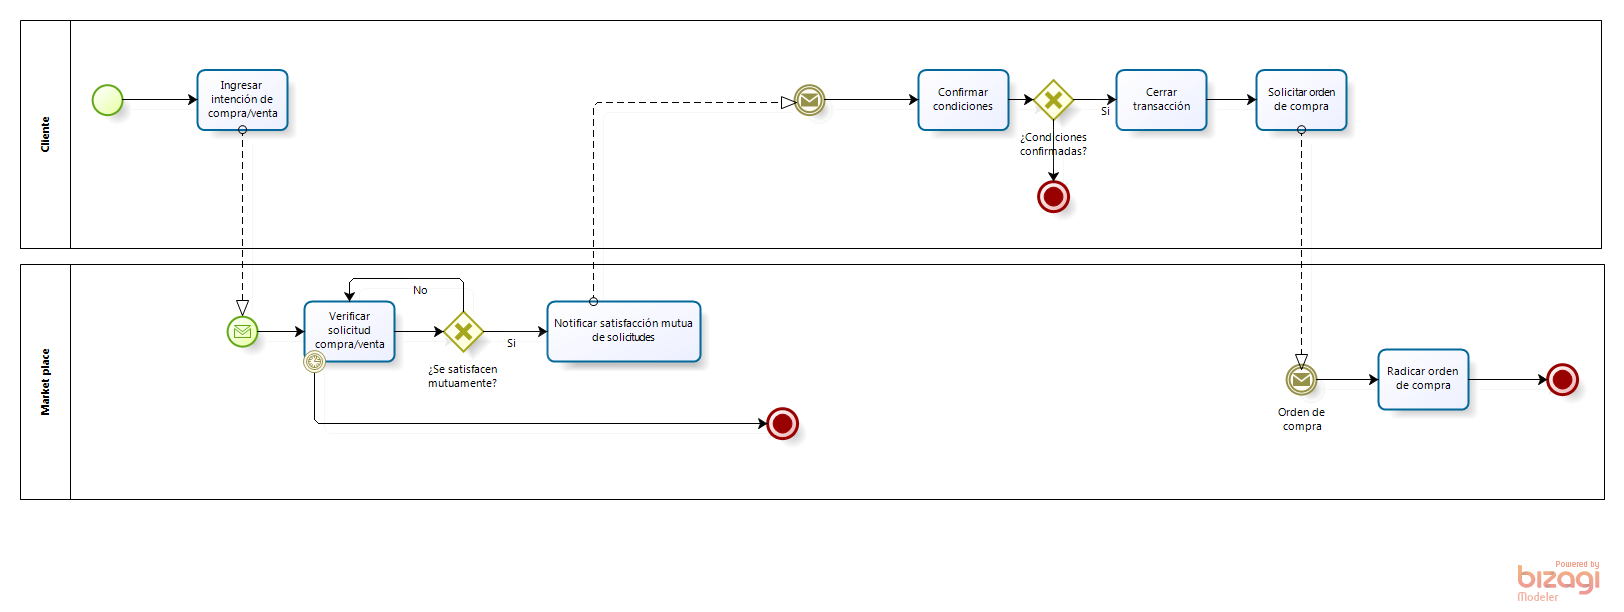 Cliente
Ingresar
intención de
compra/venta
Confirmar
condiciones
¿Condiciones
confirmadas?
Si
Cerrar
transacción
Solicitar orden
de compra
Market place
Verificar
solicitud
compra/venta
No
¿Se satisfacen
mutuamente?
Si
Notificar satisfacción mutua
de solicitudes
Orden de
compra
Radicar orden
de compra
Powered by
bizagi
Modeler